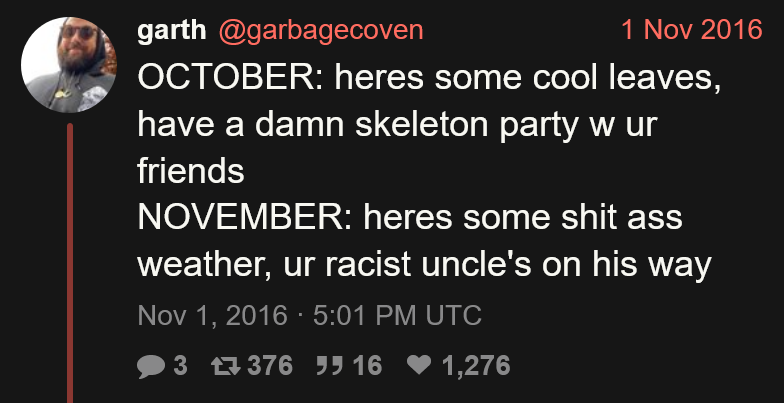 garth @garbagecoven 1 Nov 2016
OCTOBER: heres some cool leaves,
have a damn skeleton party w ur
friends
NOVEMBER: heres some shit ass
weather, ur racist uncle's on his way
Nov 1, 2016 · 5:01 PM UTC
3 376 16 1,276